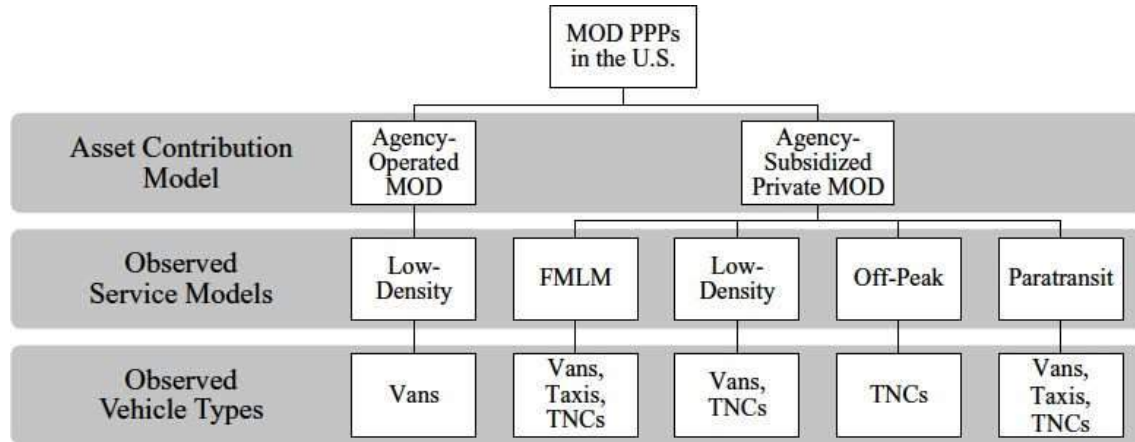 MOD PPPs
in the U.S.
Asset Contribution
Model
Agency-
Operated
MOD
Agency-
Subsidized
Private MOD
Observed
Service Models
Low-
Density
FMLM
Low-
Density
Off-Peak
Paratransit
Observed
Vehicle Types
Vans
Vans,
Taxis,
TNCs
Vans,
TNCs
TNCs
Vans,
Taxis,
TNCs